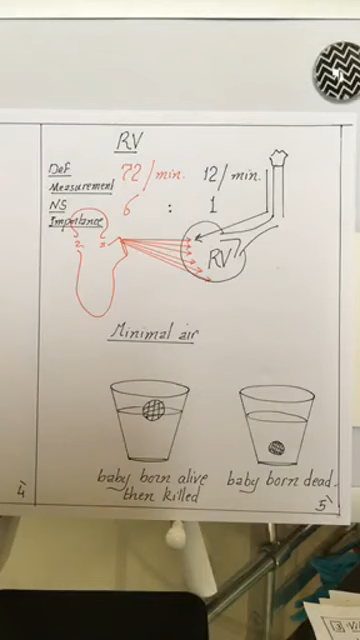 RV
Def 72/min. 12/min.
Measurement
NS 6 : 1
Importance
RV
Minimal air
baby born alive baby born dead.
then killed
4 5